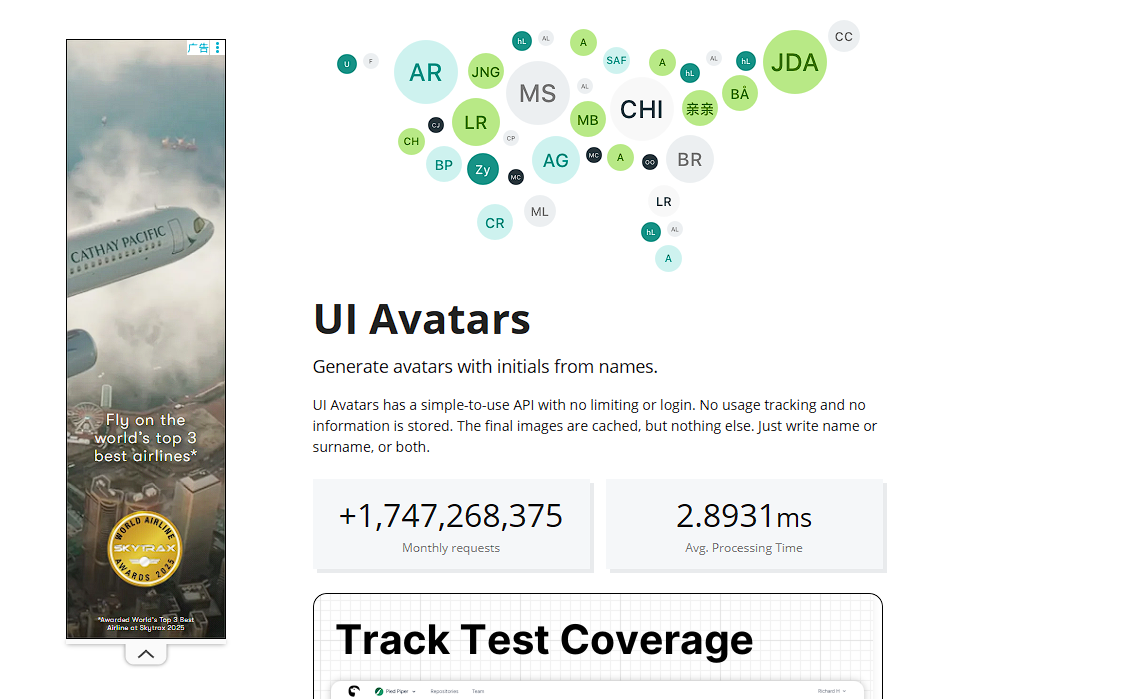 广告
CATHAY PACIFIC
Fly on the
world's top 3
best airlines*
WORLD AIRLINE
SKYTRAX
AWARDS 2025
*Awarded World's Top 3 Best
Airline at Skytrax 2025
CC
hL
AL
A
U
F
SAF
A
AL
hL
JDA
AR
JNG
hL
MS
AL
BÅ
CHI
亲亲
LR
MB
CJ
CH
CP
BP
Zy
AG
MC
A
OO
BR
MC
CR
ML
LR
hL
AL
A
UI Avatars
Generate avatars with initials from names.
UI Avatars has a simple-to-use API with no limiting or login. No usage tracking and no
information is stored. The final images are cached, but nothing else. Just write name or
surname, or both.
+1,747,268,375
Monthly requests
2.8931ms
Avg. Processing Time
Track Test Coverage
Pied Piper
Repositories
Team
Richard H